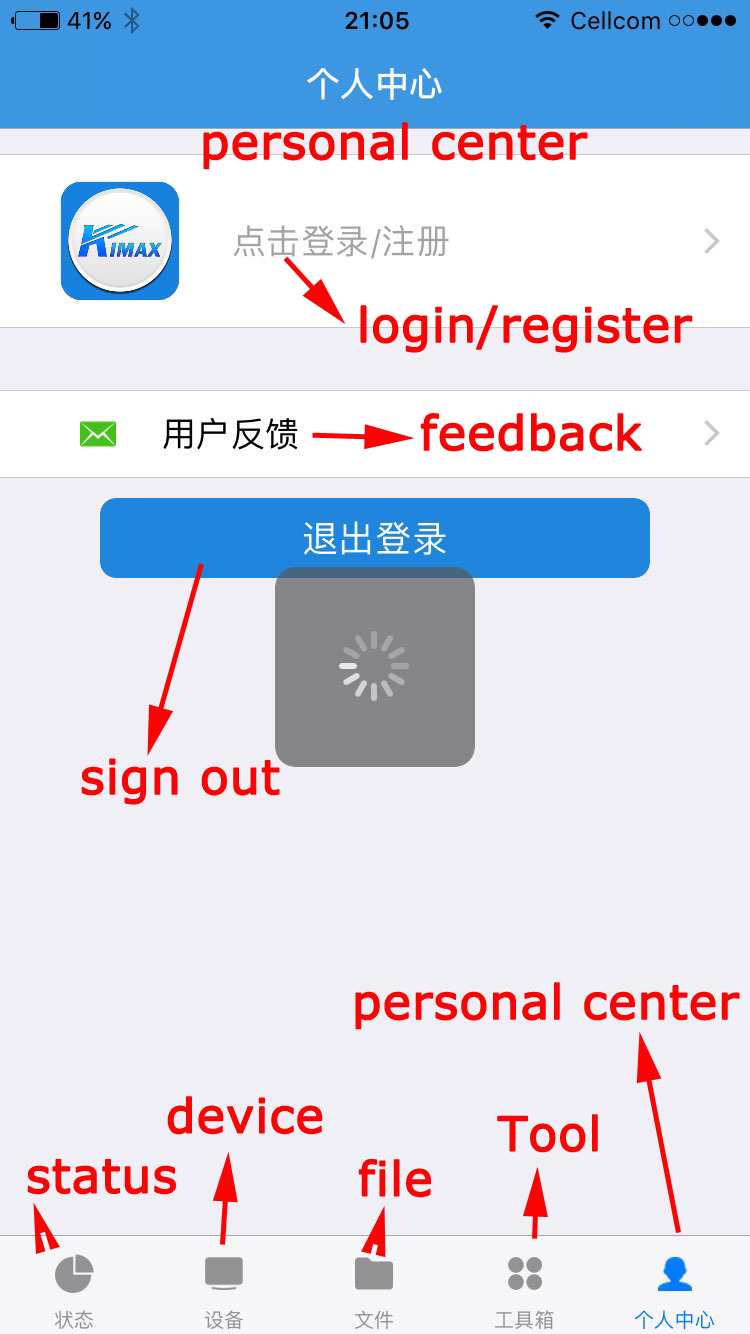 41%
21:05
Cellcom
个人中心
personal center
KIMAX
点击登录/注册
login/register
用户反馈
feedback
退出登录
sign out
personal center
device
Tool
status
file
状态
设备
文件
工具箱
个人中心